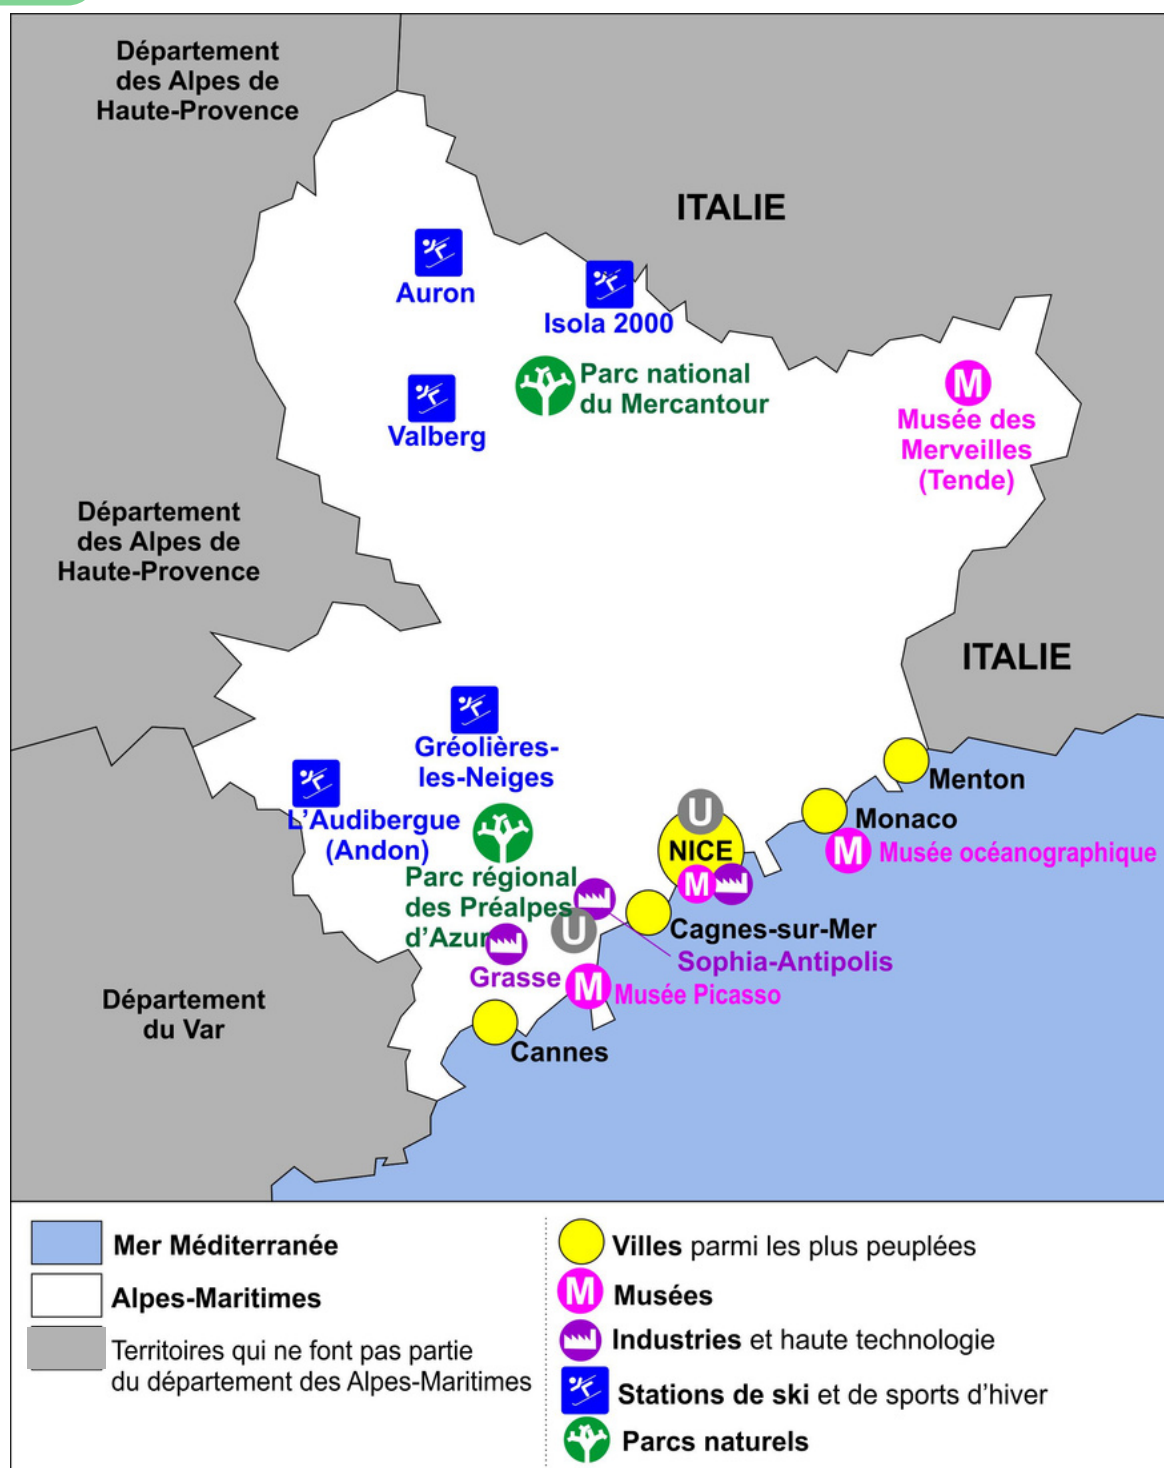 Département
des Alpes de
Haute-Provence
ITALIE
Auron
Isola 2000
Parc national
du Mercantour
Valberg
M
Musée des
Merveilles
(Tende)
Département
des Alpes de
Haute-Provence
ITALIE
Gréolières-
les-Neiges
L'Audibergue
(Andon)
Menton
Monaco
M Musée océanographique
U
NICE
M
Parc régional
des Préalpes
d'Azur
U
Cagnes-sur-Mer
Sophia-Antipolis
Grasse
M Musée Picasso
Département
du Var
Cannes
Mer Méditerranée
Alpes-Maritimes
Territoires qui ne font pas partie
du département des Alpes-Maritimes
Villes parmi les plus peuplées
M Musées
Industries et haute technologie
Stations de ski et de sports d'hiver
Parcs naturels